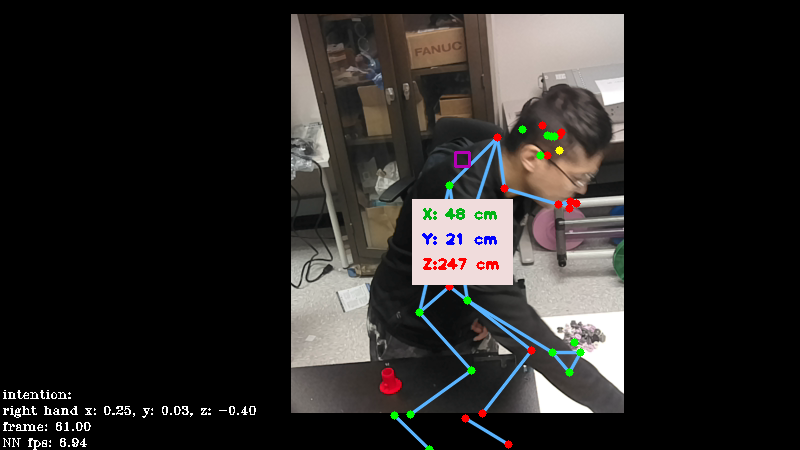 FANUC
X: 48 cm
Y: 21 cm
Z:247 cm
intention:
right hand x: 0.25, y: 0.03, z: -0.40
frame: 61.00
NN fps: 6.94